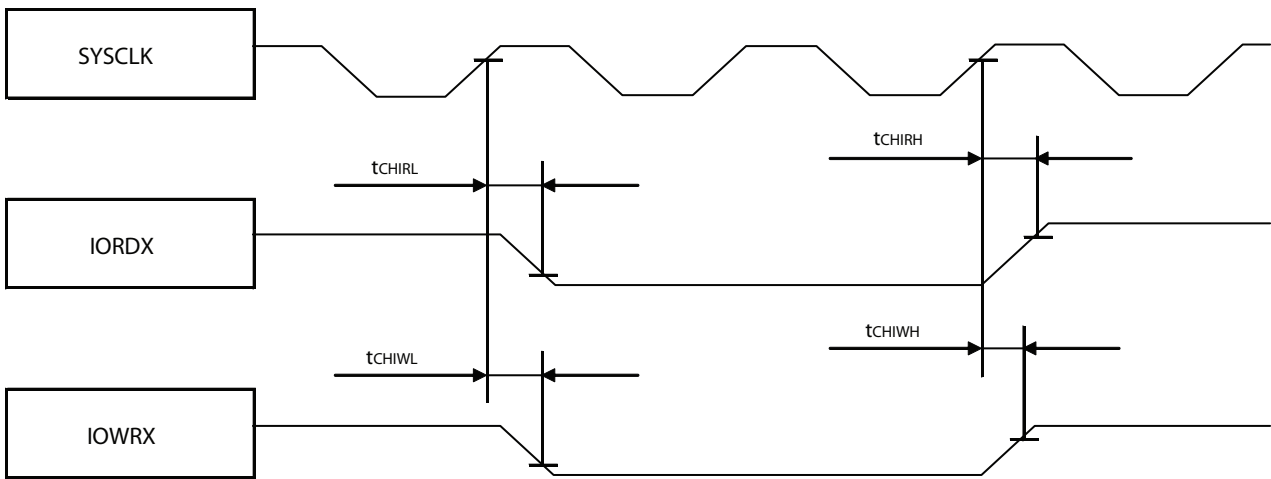 SYSCLK
tCHIRH
tCHIRL
IORDX
tCHIWH
tCHIWL
IOWRX